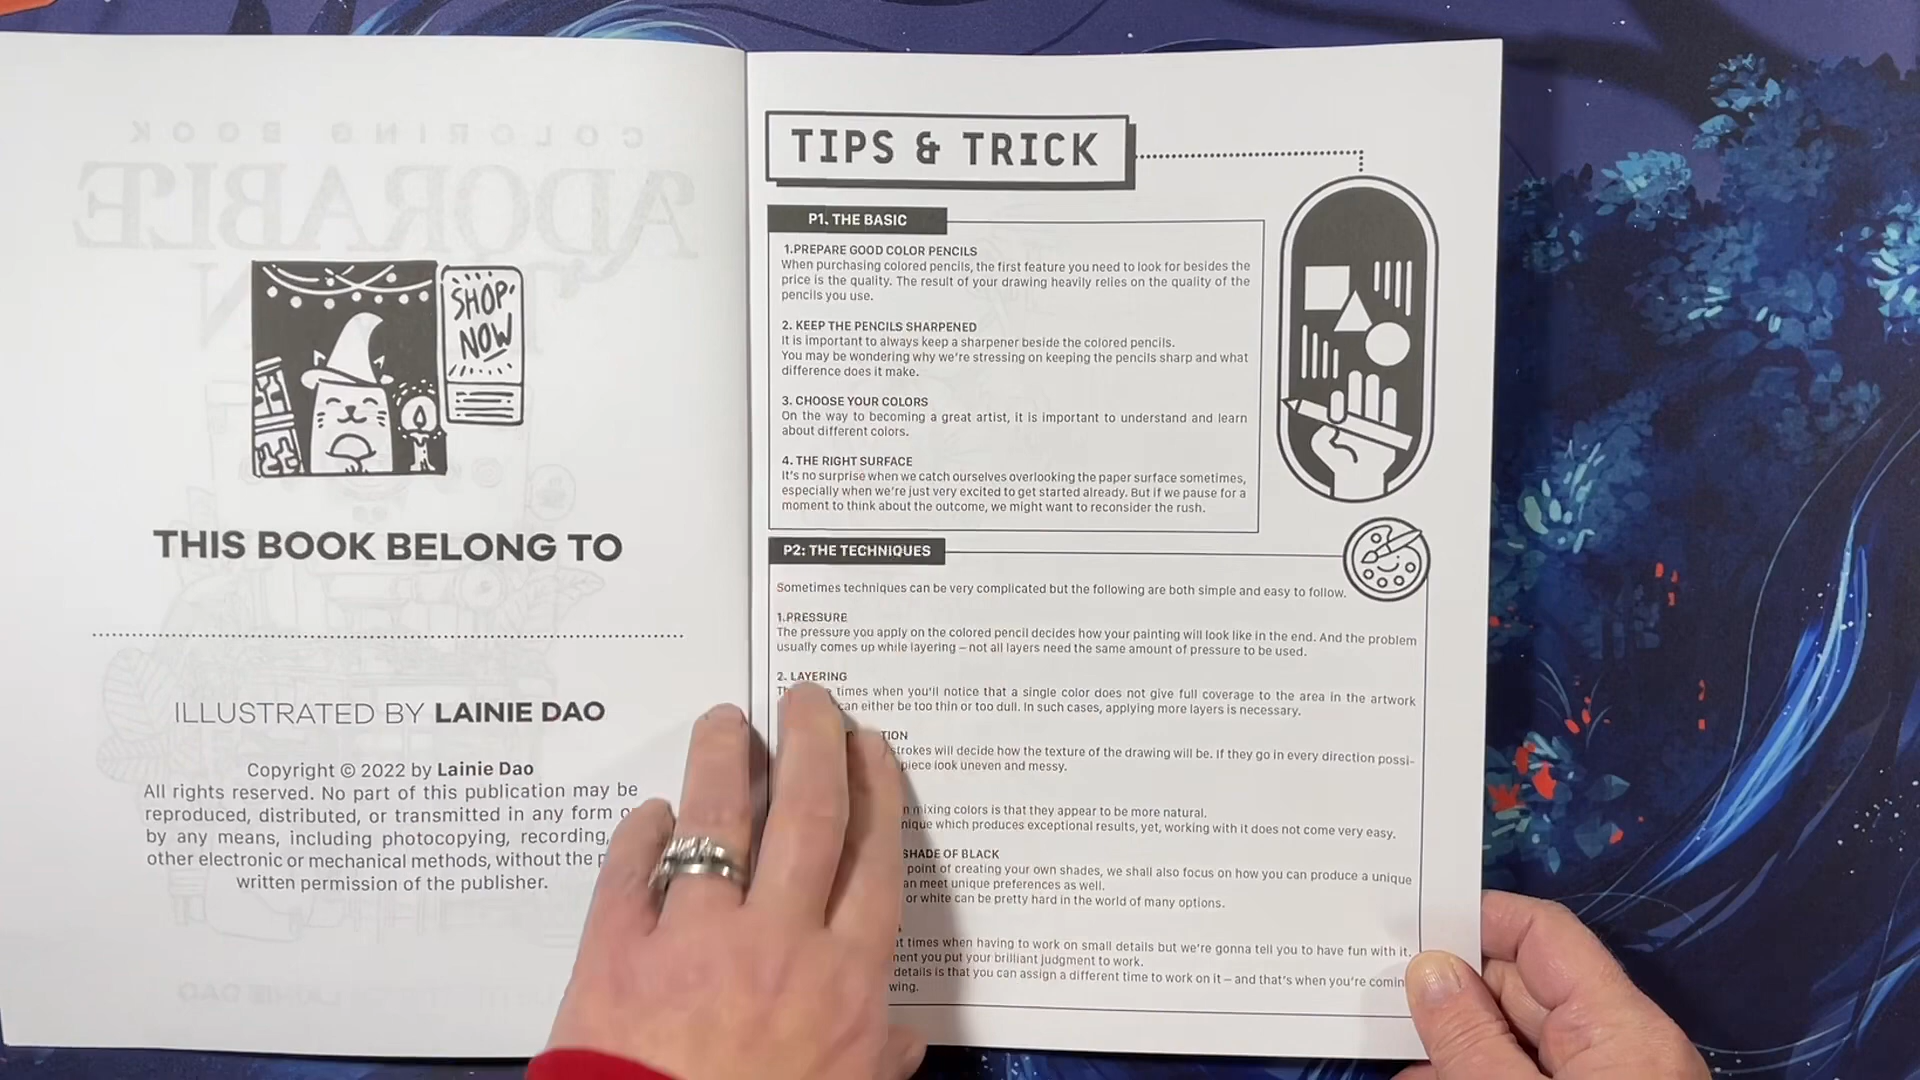 COLORING BOOK
ADORABLE
SHOP
NOW
THIS BOOK BELONG TO
ILLUSTRATED BY LAINIE DAO
Copyright © 2022 by Lainie Dao
All rights reserved. No part of this publication may be
reproduced, distributed, or transmitted in any form
by any means, including photocopying, recording,
other electronic or mechanical methods, without the
written permission of the publisher.
LAINIE DAO
TIPS & TRICK
P1. THE BASIC
1.PREPARE GOOD COLOR PENCILS
When purchasing colored pencils, the first feature you need to look for besides the
price is the quality. The result of your drawing heavily relies on the quality of the
pencils you use.
2. KEEP THE PENCILS SHARPENED
It is important to always keep a sharpener beside the colored pencils.
You may be wondering why we're stressing on keeping the pencils sharp and what
difference does it make.
3. CHOOSE YOUR COLORS
On the way to becoming a great artist, it is important to understand and learn
about different colors.
4. THE RIGHT SURFACE
It's no surprise when we catch ourselves overlooking the paper surface sometimes,
especially when we're just very excited to get started already. But if we pause for a
moment to think about the outcome, we might want to reconsider the rush.
P2: THE TECHNIQUES
Sometimes techniques can be very complicated but the following are both simple and easy to follow.
1.PRESSURE
The pressure you apply on the colored pencil decides how your painting will look like in the end. And the problem
usually comes up while layering – not all layers need the same amount of pressure to be used.
2. LAYERING
times when you'll notice that a single color does not give full coverage to the area in the artwork
can either be too thin or too dull. In such cases, applying more layers is necessary.
TION
strokes will decide how the texture of the drawing will be. If they go in every direction possi-
piece look uneven and messy.
mixing colors is that they appear to be more natural.
nique which produces exceptional results, yet, working with it does not come very easy.
SHADE OF BLACK
point of creating your own shades, we shall also focus on how you can produce a unique
an meet unique preferences as well.
or white can be pretty hard in the world of many options.
at times when having to work on small details but we're gonna tell you to have fun with it.
ment you put your brilliant judgment to work.
details is that you can assign a different time to work on it – and that's when you're comin
wing.